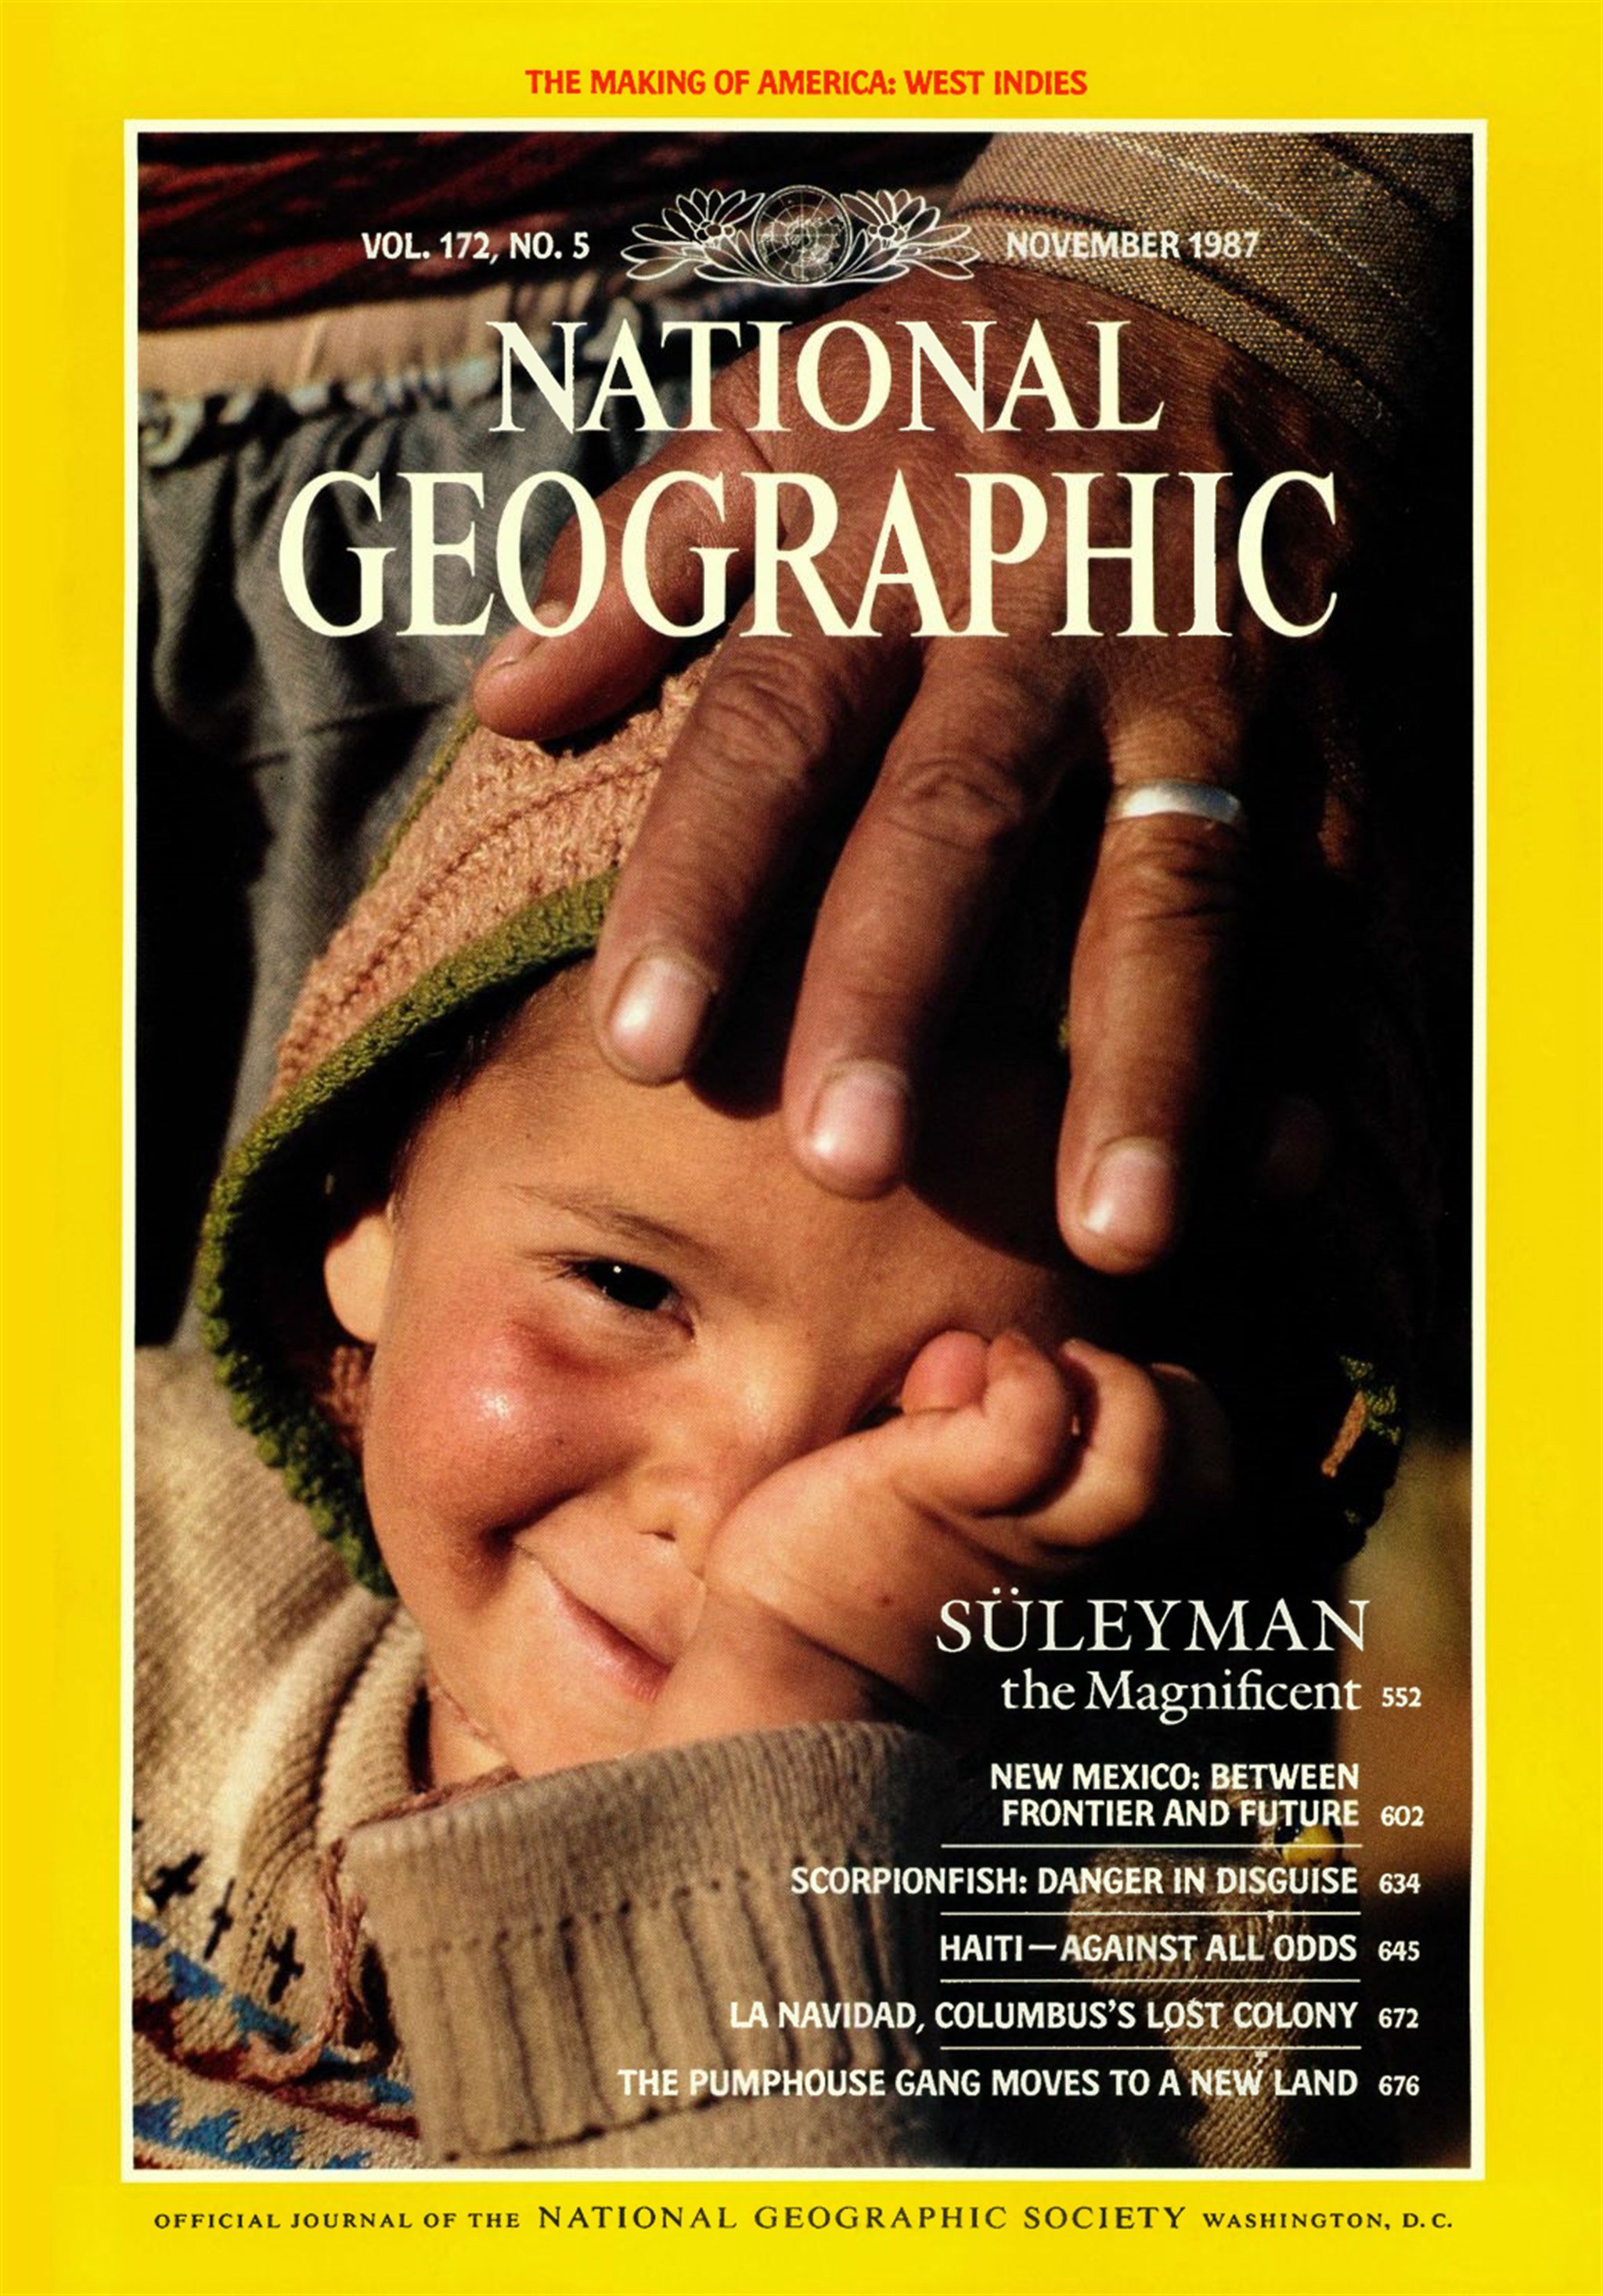 THE MAKING OF AMERICA: WEST INDIES
VOL. 172, NO. 5
NOVEMBER 1987
NATIONAL
GEOGRAPHIC
SÜLEYMAN
the Magnificent 552
NEW MEXICO: BETWEEN
FRONTIER AND FUTURE 602
SCORPIONFISH: DANGER IN DISGUISE 634
HAITI—AGAINST ALL ODDS 645
LA NAVIDAD, COLUMBUS'S LOST COLONY 672
THE PUMPHOUSE GANG MOVES TO A NEW LAND 676
OFFICIAL JOURNAL OF THE NATIONAL GEOGRAPHIC SOCIETY WASHINGTON, D.C.